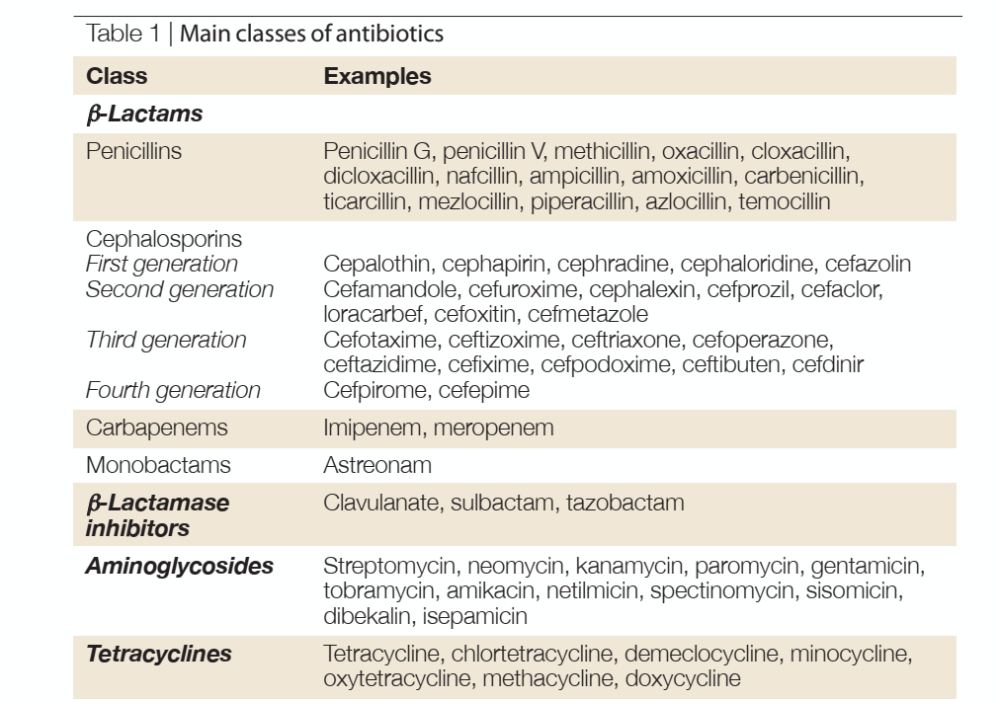 Table 1 | Main classes of antibiotics
Class Examples
β-Lactams
Penicillins Penicillin G, penicillin V, methicillin, oxacillin, cloxacillin,
dicloxacillin, nafcillin, ampicillin, amoxicillin, carbenicillin,
ticarcillin, mezlocillin, piperacillin, azlocillin, temocillin
Cephalosporins
First generation Cepalothin, cephapirin, cephradine, cephaloridine, cefazolin
Second generation Cefamandole, cefuroxime, cephalexin, cefprozil, cefaclor,
loracarbef, cefoxitin, cefmetazole
Third generation Cefotaxime, ceftizoxime, ceftriaxone, cefoperazone,
ceftazidime, cefixime, cefpodoxime, ceftibuten, cefdinir
Fourth generation Cefpirome, cefepime
Carbapenems Imipenem, meropenem
Monobactams Astreonam
β-Lactamase Clavulanate, sulbactam, tazobactam
inhibitors
Aminoglycosides Streptomycin, neomycin, kanamycin, paromycin, gentamicin,
tobramycin, amikacin, netilmicin, spectinomycin, sisomicin,
dibekalin, isepamicin
Tetracyclines Tetracycline, chlortetracycline, demeclocycline, minocycline,
oxytetracycline, methacycline, doxycycline